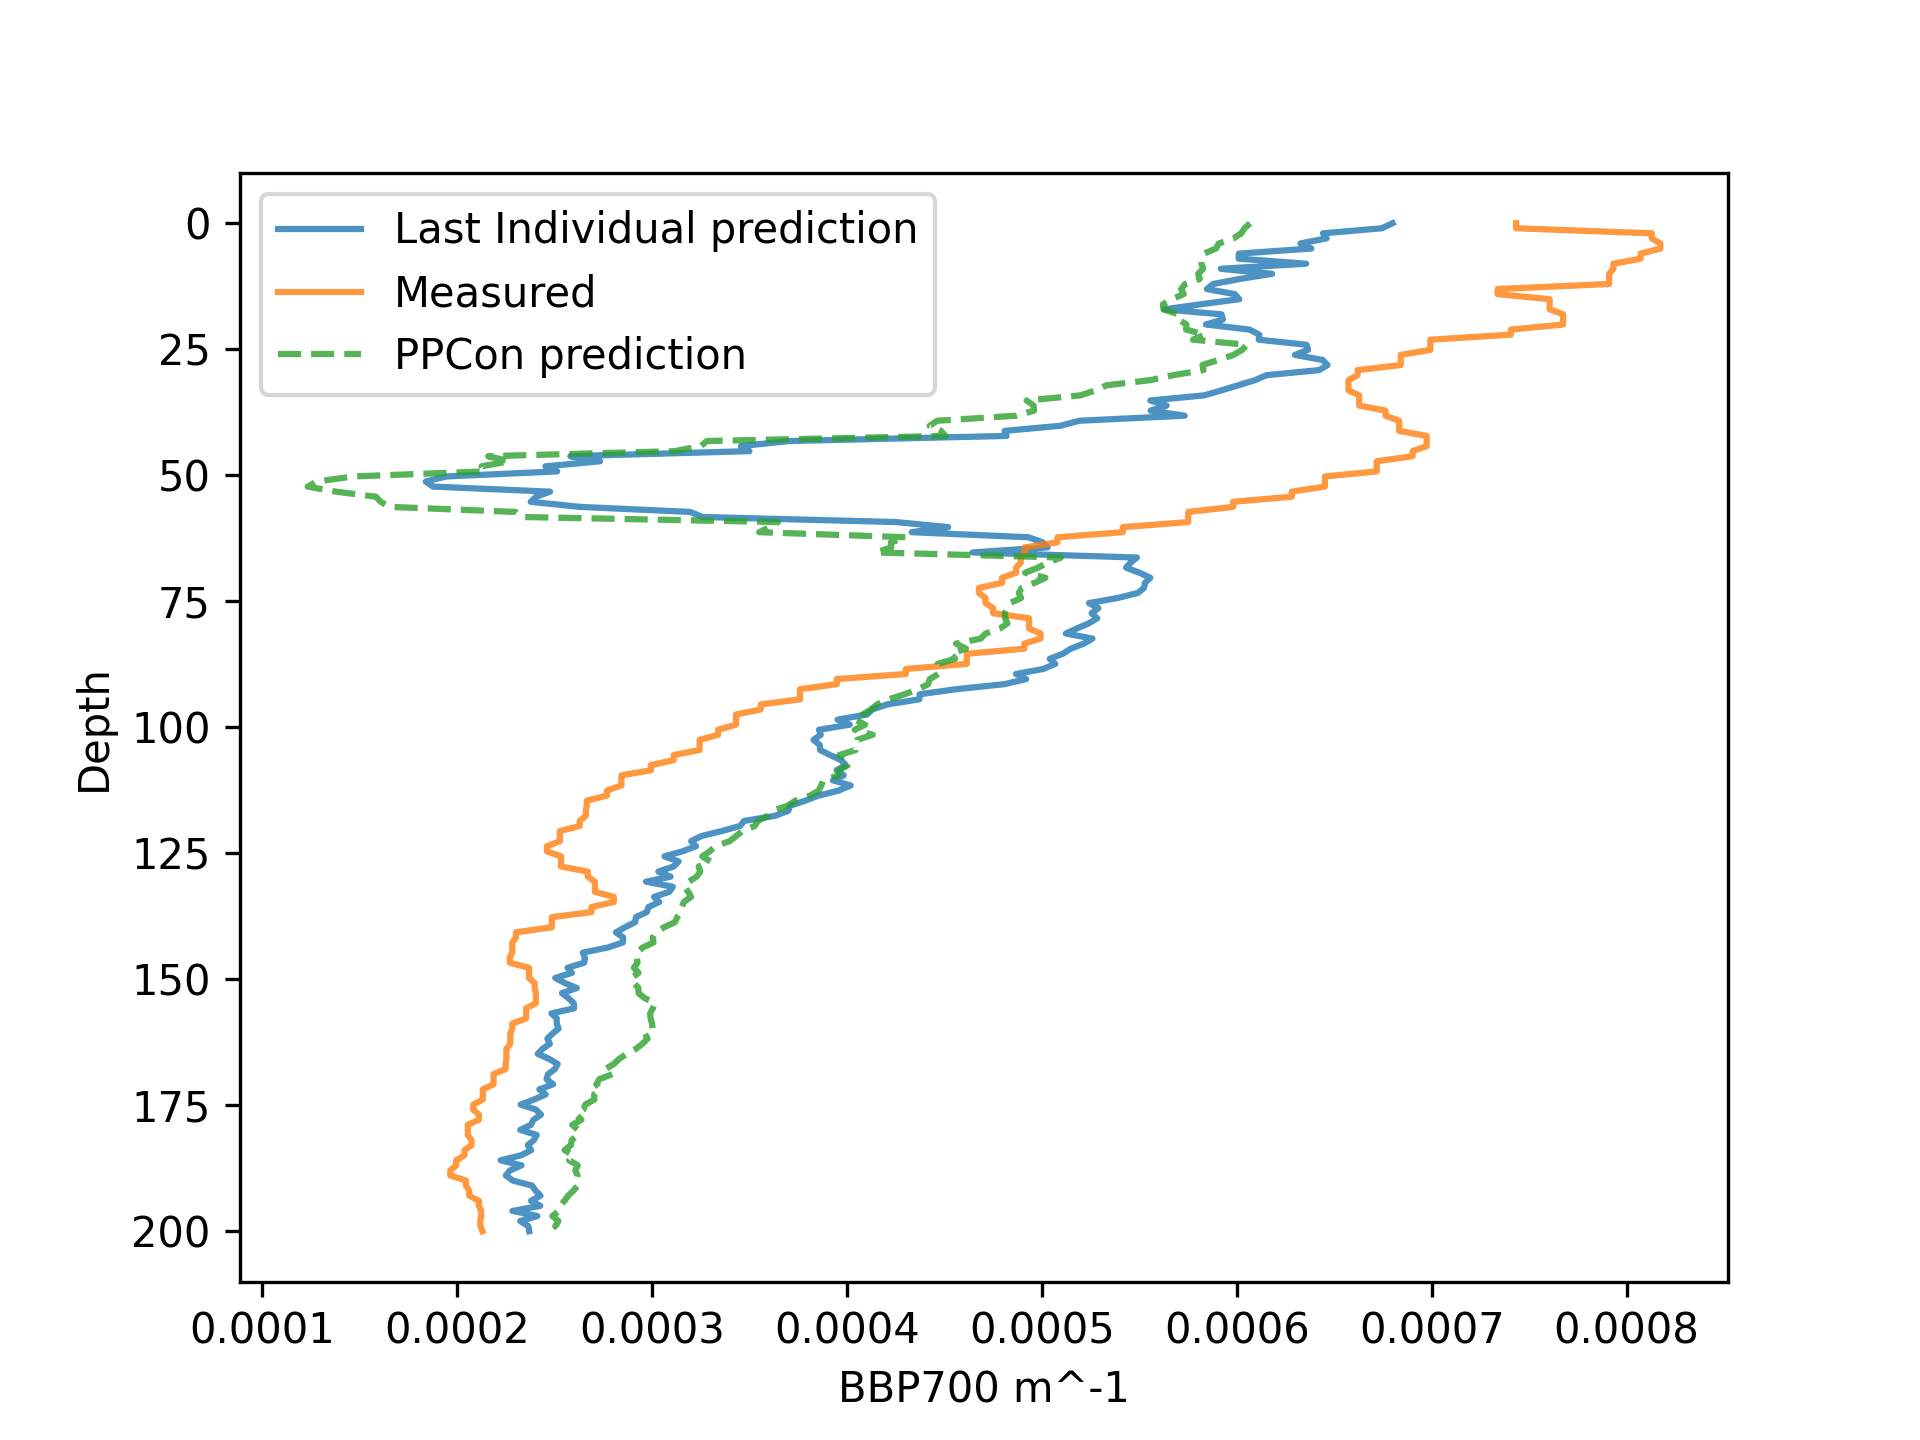 Last Individual prediction
Measured
PPCon prediction
0
25
50
75
100
125
150
175
200
Depth
0.0001 0.0002 0.0003 0.0004 0.0005 0.0006 0.0007 0.0008
BBP700 m^-1